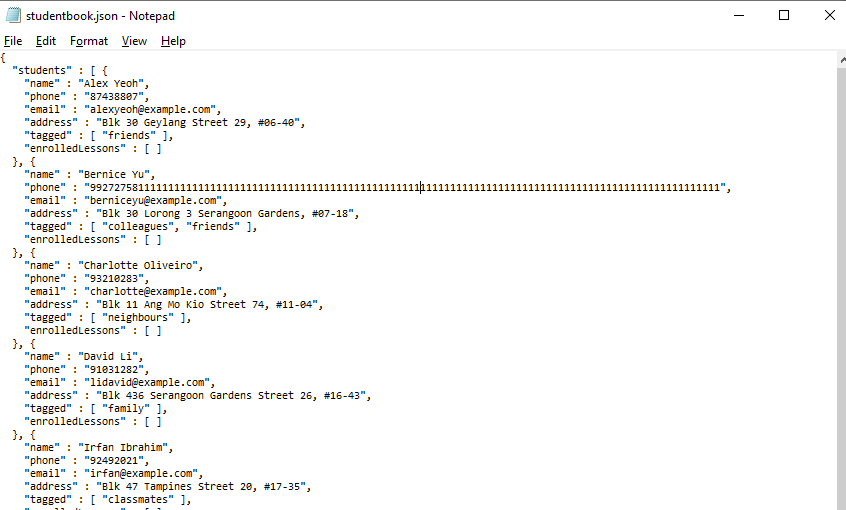 studentbook.json - Notepad
File Edit Format View Help
{
"students" : [ {
"name" : "Alex Yeoh",
"phone" : "87438807",
"email" : "alexyeoh@example.com",
"address" : "Blk 30 Geylang Street 29, #06-40",
"tagged" : [ "friends" ],
"enrolledLessons" : [ ]
}, {
"name" : "Bernice Yu",
"phone" : "99272758111111111111111111111111111111111111111111111111111111111111111111111111111111111111111111111111",
"email" : "berniceyu@example.com",
"address" : "Blk 30 Lorong 3 Serangoon Gardens, #07-18",
"tagged" : [ "colleagues", "friends" ],
"enrolledLessons" : [ ]
}, {
"name" : "Charlotte Oliveiro",
"phone" : "93210283",
"email" : "charlotte@example.com",
"address" : "Blk 11 Ang Mo Kio Street 74, #11-04",
"tagged" : [ "neighbours" ],
"enrolledLessons" : [ ]
}, {
"name" : "David Li",
"phone" : "91031282",
"email" : "lidavid@example.com",
"address" : "Blk 436 Serangoon Gardens Street 26, #16-43",
"tagged" : [ "family" ],
"enrolledLessons" : [ ]
}, {
"name" : "Irfan Ibrahim",
"phone" : "92492021",
"email" : "irfan@example.com",
"address" : "Blk 47 Tampines Street 20, #17-35",
"tagged" : [ "classmates" ],